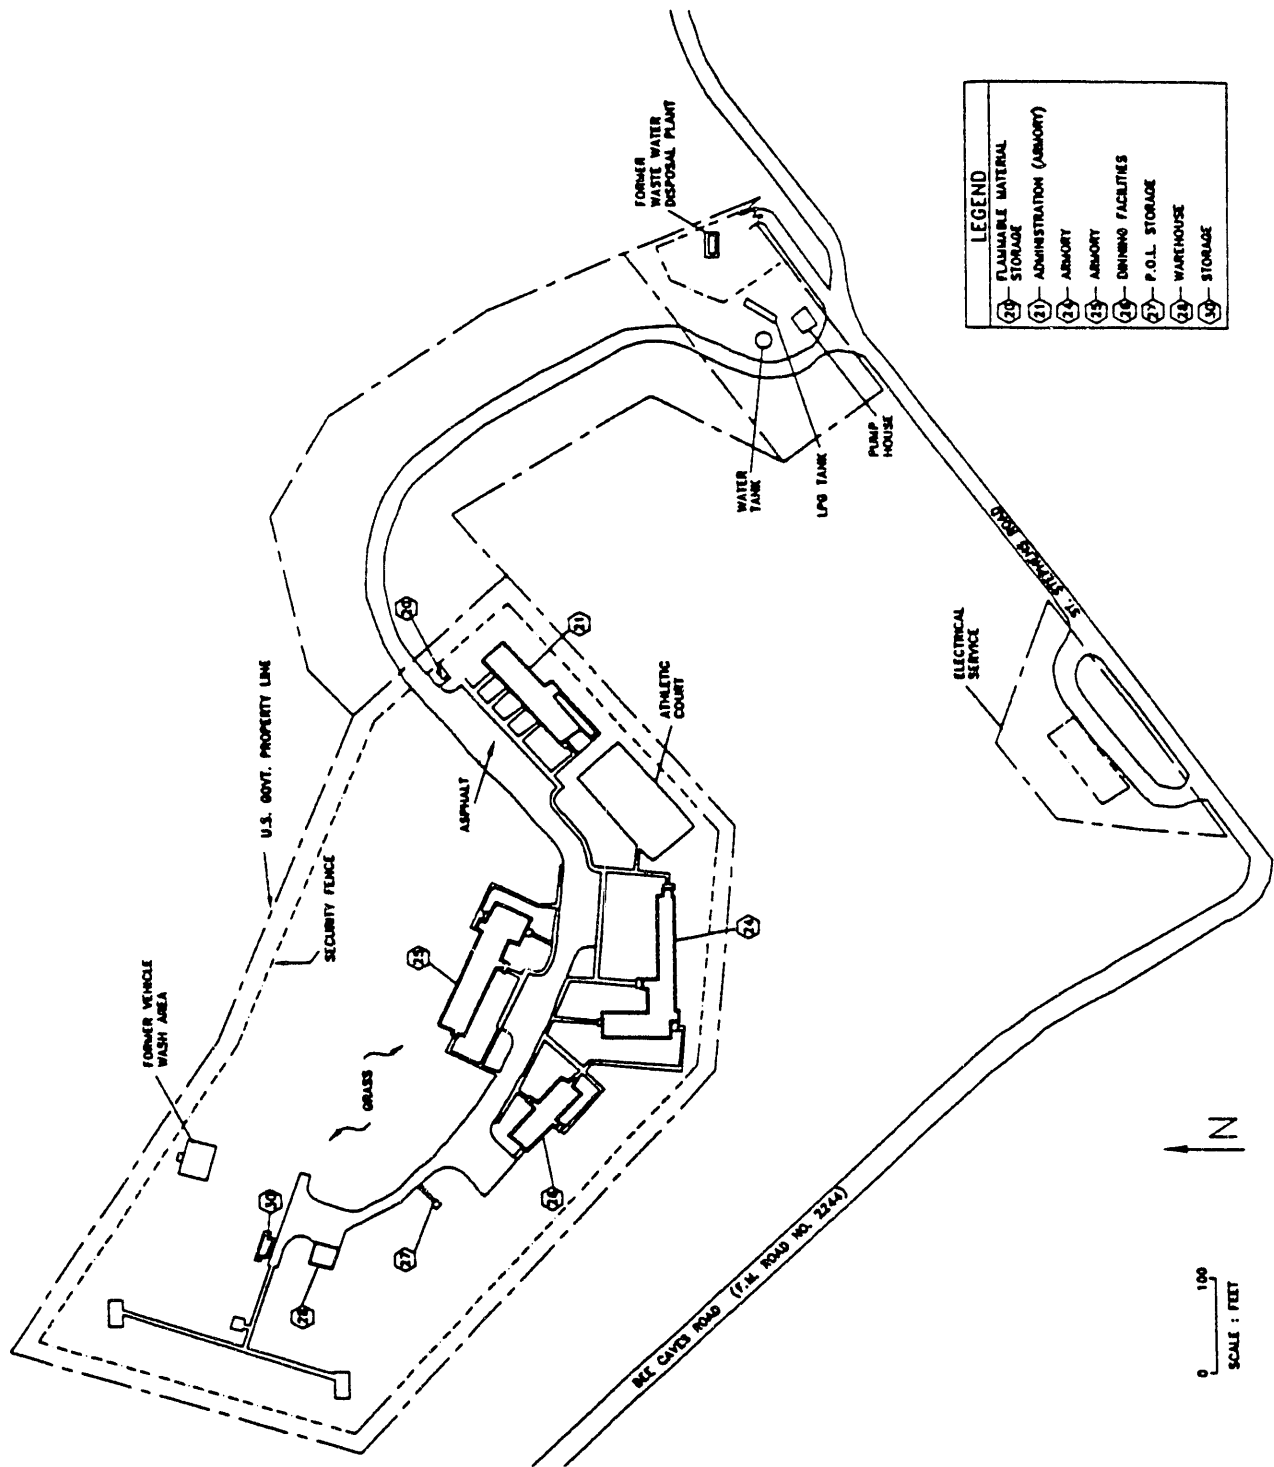 LEGEND
20 FLAMMABLE MATERIAL
STORAGE
21 ADMINISTRATION (ARMORY)
24 ARMORY
25 ARMORY
26 DINNING FACILITIES
27 P.O.L. STORAGE
28 WAREHOUSE
30 STORAGE
FORMER
WASTE WATER
DISPOSAL PLANT
WATER
TANK
LPG TANK
PUMP
HOUSE
ST. STEPHENS ROAD
ELECTRICAL
SERVICE
20
21
U.S. GOVT. PROPERTY LINE
ATHLETIC
COURT
ASPHALT
SECURITY FENCE
25
24
FORMER VEHICLE
WASH AREA
GRASS
30
26
27
28
BEE CAVES ROAD (F.M. ROAD NO. 2244)
N
0 100
SCALE : FEET